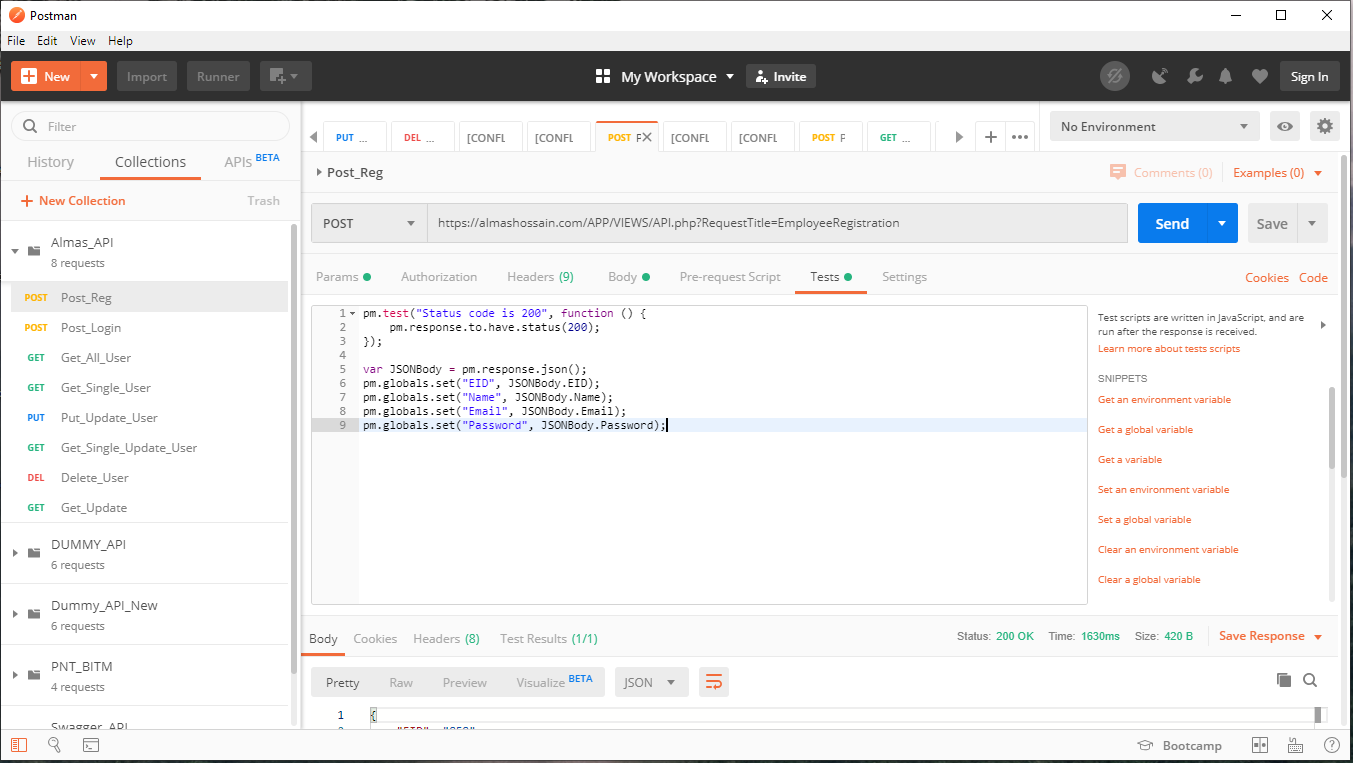 Postman
File Edit View Help
New Import Runner My Workspace Invite Sign In
Filter
History Collections APIs BETA
New Collection Trash
Almas_API
8 requests
POST Post_Reg
POST Post_Login
GET Get_All_User
GET Get_Single_User
PUT Put_Update_User
GET Get_Single_Update_User
DEL Delete_User
GET Get_Update
DUMMY_API
6 requests
Dummy_API_New
6 requests
PNT_BITM
4 requests
Swagger_API
PUT ... DEL ... [CONFL [CONFL POST F [CONFL [CONFL POST F GET ...
No Environment
Post_Reg Comments (0) Examples (0)
POST https://almashossain.com/APP/VIEWS/API.php?RequestTitle=EmployeeRegistration Send Save
Params Authorization Headers (9) Body Pre-request Script Tests Settings Cookies Code
1 pm.test("Status code is 200", function () {
2 pm.response.to.have.status(200);
3 });
4
5 var JSONBody = pm.response.json();
6 pm.globals.set("EID", JSONBody.EID);
7 pm.globals.set("Name", JSONBody.Name);
8 pm.globals.set("Email", JSONBody.Email);
9 pm.globals.set("Password", JSONBody.Password);
Test scripts are written in JavaScript, and are
run after the response is received.
Learn more about tests scripts
SNIPPETS
Get an environment variable
Get a global variable
Get a variable
Set an environment variable
Set a global variable
Clear an environment variable
Clear a global variable
Body Cookies Headers (8) Test Results (1/1) Status: 200 OK Time: 1630ms Size: 420 B Save Response
Pretty Raw Preview Visualize BETA JSON
1 {
Bootcamp